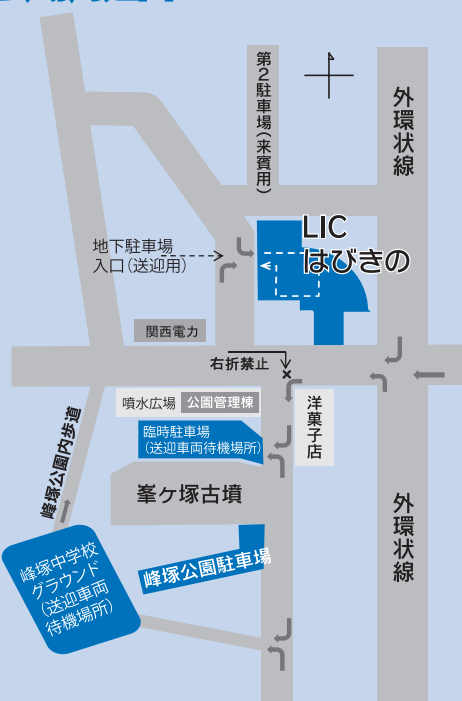 第2駐車場(来賓用)
外環状線
LIC
はびきの
地下駐車場
入口(送迎用)
関西電力
右折禁止
噴水広場
公園管理棟
洋菓子店
臨時駐車場
(送迎車両待機場所)
峰塚公園内歩道
峯ケ塚古墳
外環状線
峰塚公園駐車場
峰塚中学校
グラウンド
(送迎車両
待機場所)